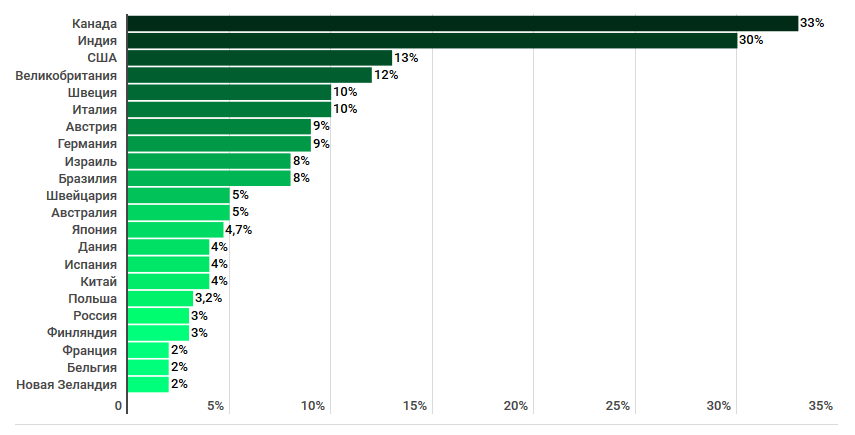 Канада 33%
Индия 30%
США 13%
Великобритания 12%
Швеция 10%
Италия 10%
Австрия 9%
Германия 9%
Израиль 8%
Бразилия 8%
Швейцария 5%
Австралия 5%
Япония 4,7%
Дания 4%
Испания 4%
Китай 4%
Польша 3,2%
Россия 3%
Финляндия 3%
Франция 2%
Бельгия 2%
Новая Зеландия 2%
0 5% 10% 15% 20% 25% 30% 35%